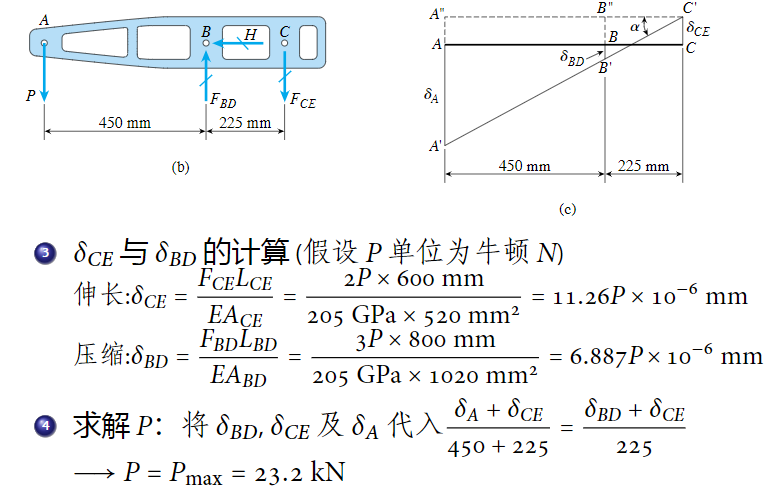 A
B
C
H
P
F_BD
F_CE
450 mm
225 mm
(b)
A"
B"
C'
α
δ_CE
A
B
C
δ_BD
B'
δ_A
A'
450 mm
225 mm
(c)
3 δ_CE 与 δ_BD 的计算 (假设 P 单位为牛顿 N)
伸长:δ_CE = F_CE L_CE / EA_CE = 2P × 600 mm / 205 GPa × 520 mm² = 11.26P × 10⁻⁶ mm
压缩:δ_BD = F_BD L_BD / EA_BD = 3P × 800 mm / 205 GPa × 1020 mm² = 6.887P × 10⁻⁶ mm
4 求解 P：将 δ_BD, δ_CE 及 δ_A 代入 δ_A + δ_CE / 450 + 225 = δ_BD + δ_CE / 225
⟶ P = P_max = 23.2 kN